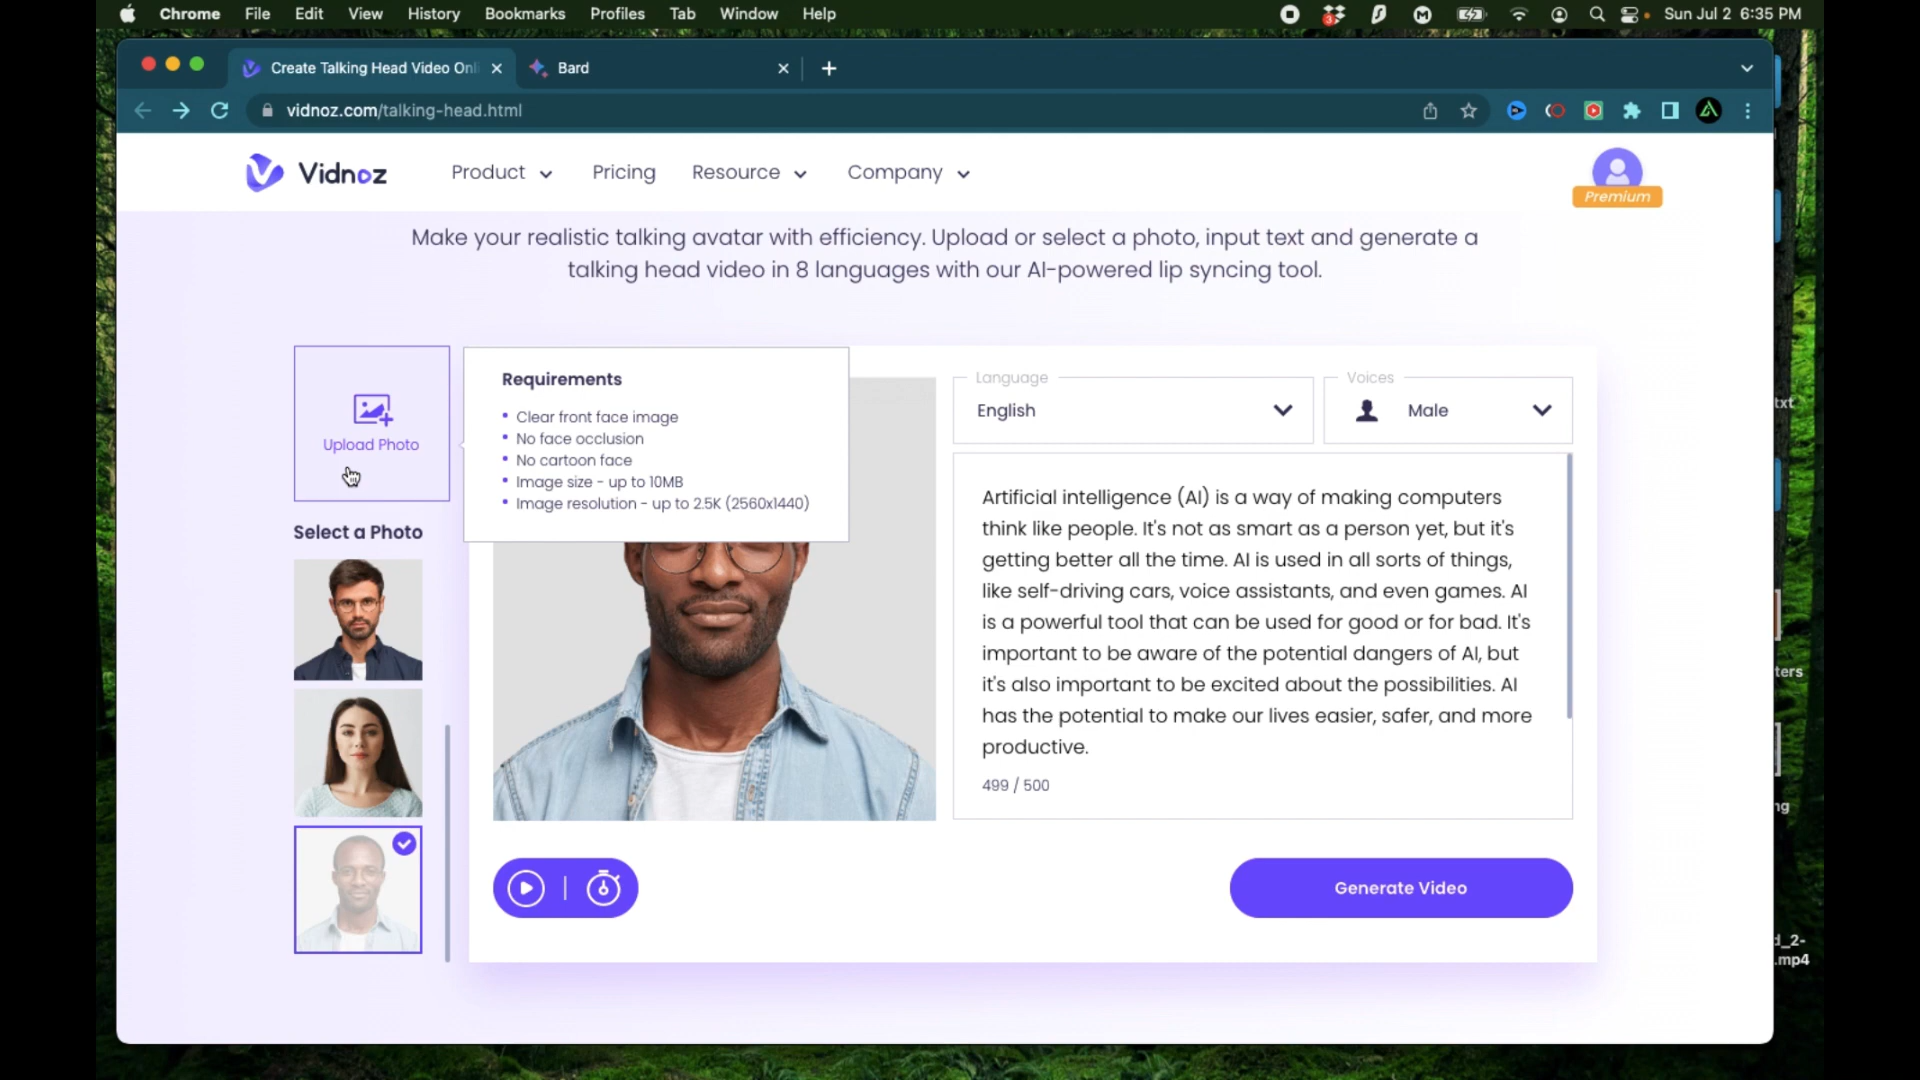 Chrome File Edit View History Bookmarks Profiles Tab Window Help
3
Sun Jul 2 6:35 PM
Create Talking Head Video Onl
Bard
vidnoz.com/talking-head.html
Vidnoz
Product
Pricing
Resource
Company
Premium
Make your realistic talking avatar with efficiency. Upload or select a photo, input text and generate a
talking head video in 8 languages with our AI-powered lip syncing tool.
Upload Photo
Requirements
• Clear front face image
• No face occlusion
• No cartoon face
• Image size - up to 10MB
• Image resolution - up to 2.5K (2560x1440)
Select a Photo
Language
English
Voices
Male
Artificial intelligence (AI) is a way of making computers
think like people. It's not as smart as a person yet, but it's
getting better all the time. AI is used in all sorts of things,
like self-driving cars, voice assistants, and even games. AI
is a powerful tool that can be used for good or for bad. It's
important to be aware of the potential dangers of AI, but
it's also important to be excited about the possibilities. AI
has the potential to make our lives easier, safer, and more
productive.
499 / 500
Generate Video
txt
ters
ng
d_2-
.mp4